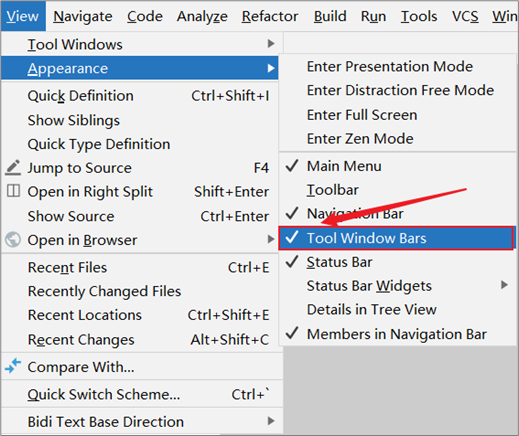 View Navigate Code Analyze Refactor Build Run Tools VCS Win
Tool Windows
Appearance
Quick Definition Ctrl+Shift+I
Show Siblings
Quick Type Definition
Jump to Source F4
Open in Right Split Shift+Enter
Show Source Ctrl+Enter
Open in Browser
Recent Files Ctrl+E
Recently Changed Files
Recent Locations Ctrl+Shift+E
Recent Changes Alt+Shift+C
Compare With...
Quick Switch Scheme... Ctrl+`
Bidi Text Base Direction
Enter Presentation Mode
Enter Distraction Free Mode
Enter Full Screen
Enter Zen Mode
Main Menu
Toolbar
Navigation Bar
Tool Window Bars
Status Bar
Status Bar Widgets
Details in Tree View
Members in Navigation Bar